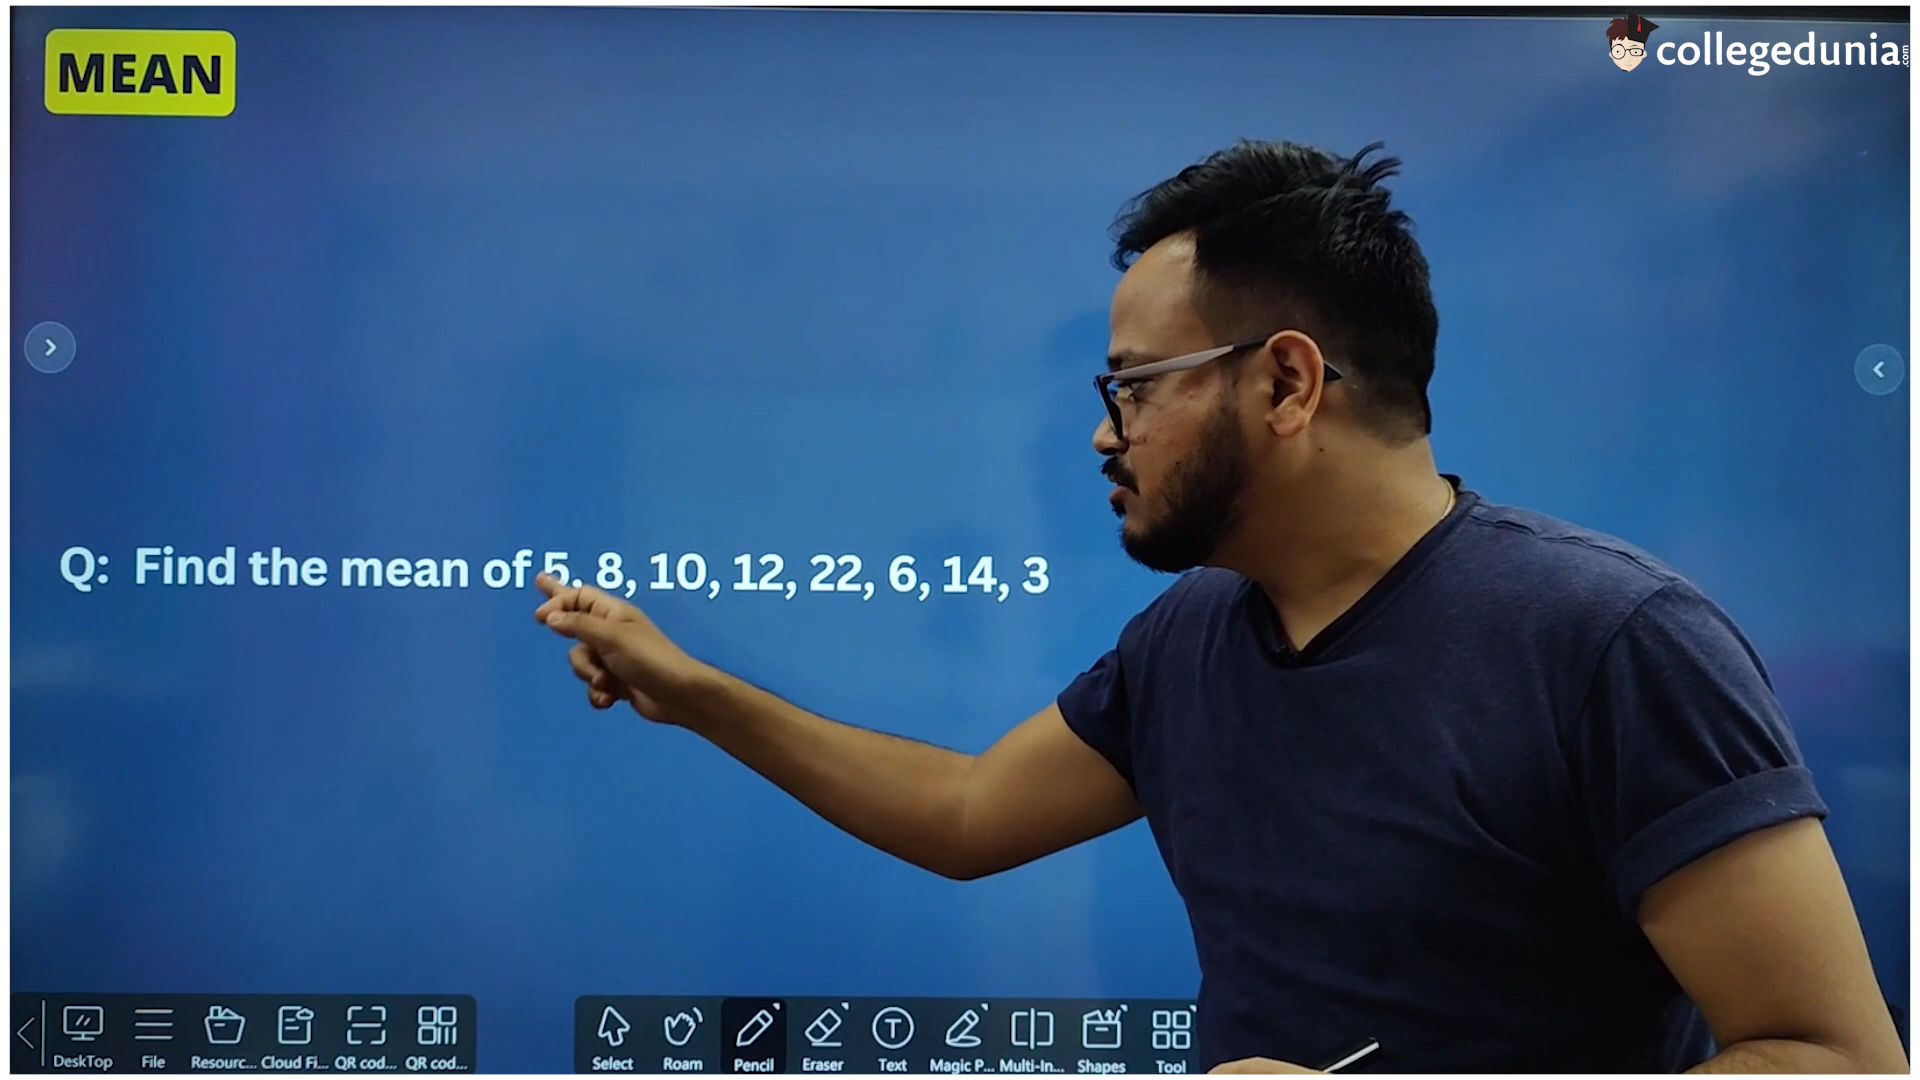 MEAN
collegedunia
.com
Q: Find the mean of 5, 8, 10, 12, 22, 6, 14, 3
DeskTop
File
Resourc...
Cloud Fi...
QR cod...
QR cod...
Select
Roam
Pencil
Eraser
Text
Magic P...
Multi-In...
Shapes
Tool